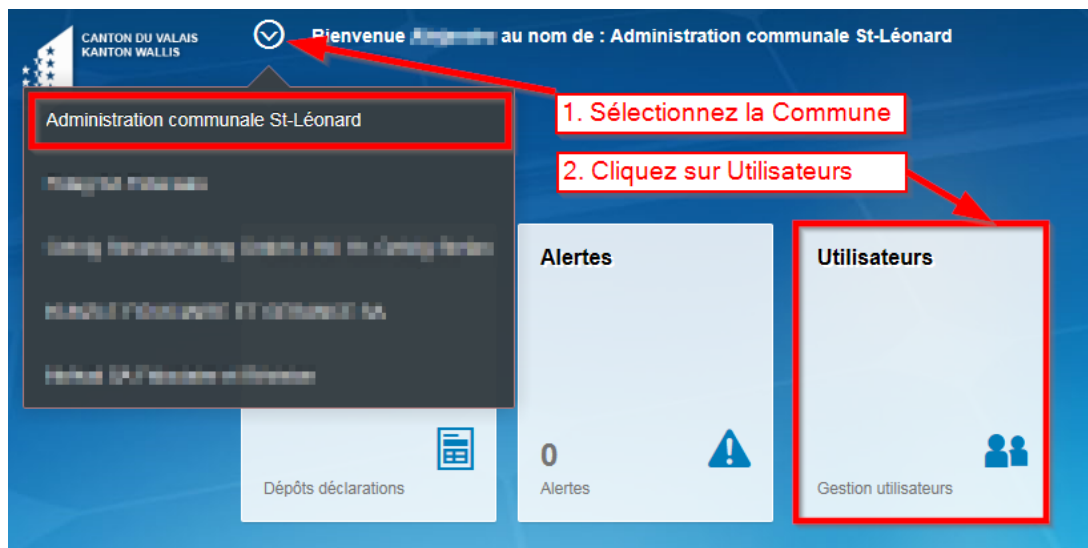 CANTON DU VALAIS
KANTON WALLIS
Bienvenue au nom de : Administration communale St-Léonard
Administration communale St-Léonard
1. Sélectionnez la Commune
2. Cliquez sur Utilisateurs
Alertes
Utilisateurs
Dépôts déclarations
0
Alertes
Gestion utilisateurs